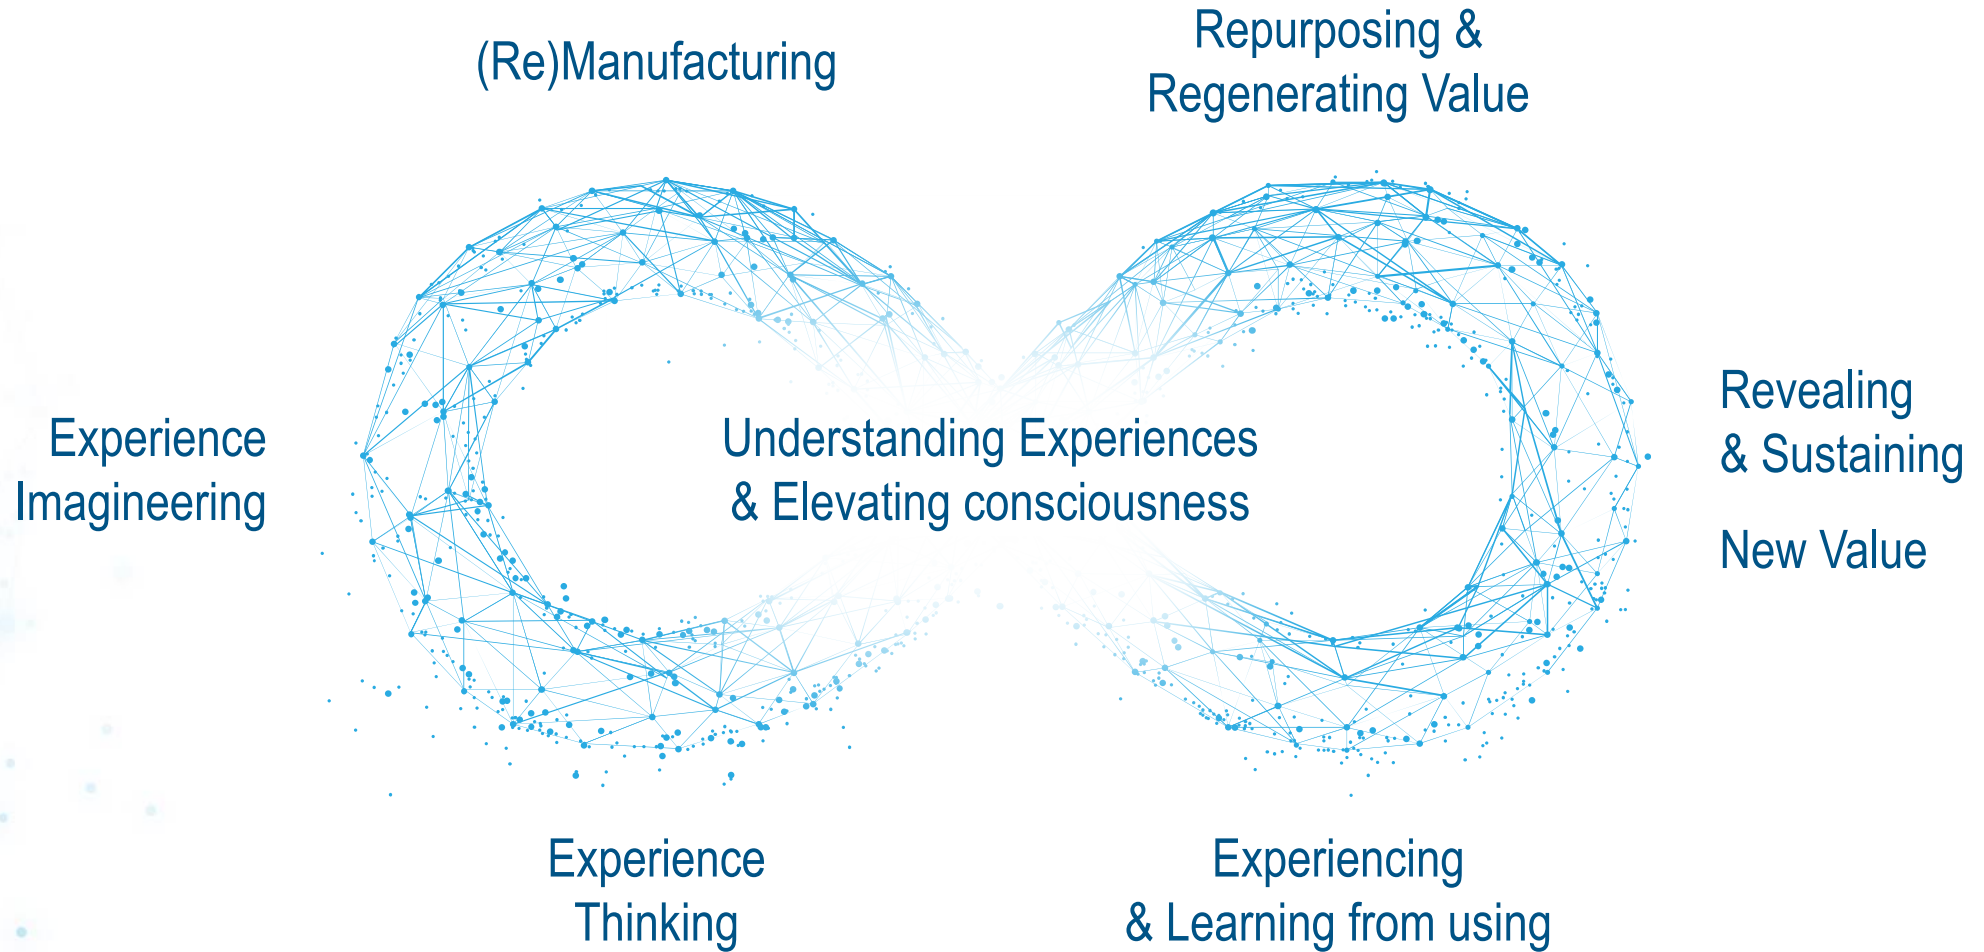 (Re)Manufacturing
Repurposing &
Regenerating Value
Experience
Imagineering
Understanding Experiences
& Elevating consciousness
Revealing
& Sustaining
New Value
Experience
Thinking
Experiencing
& Learning from using